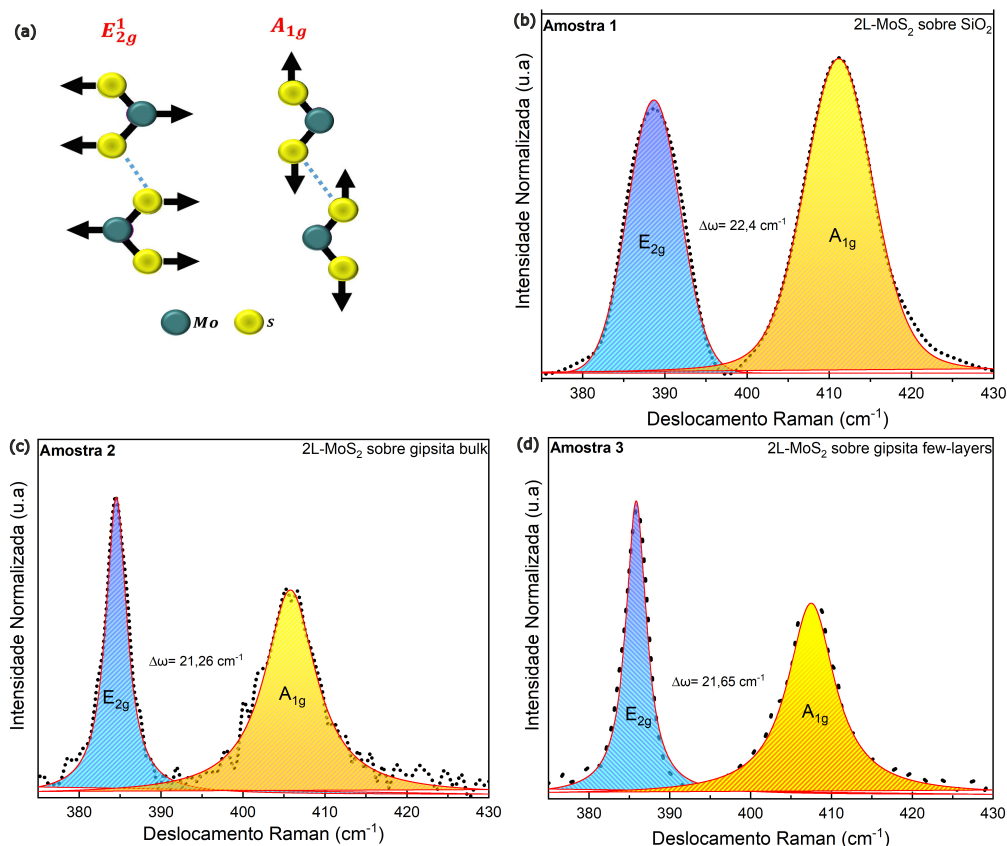 (a)
E¹₂g
A₁g
Mo
s
(b)
Amostra 1
2L-MoS₂ sobre SiO₂
Intensidade Normalizada (u.a)
Δω= 22,4 cm⁻¹
E₂g
A₁g
380 390 400 410 420 430
Deslocamento Raman (cm⁻¹)
(c)
Amostra 2
2L-MoS₂ sobre gipsita bulk
Intensidade Normalizada (u.a)
Δω= 21,26 cm⁻¹
E₂g
A₁g
380 390 400 410 420 430
Deslocamento Raman (cm⁻¹)
(d)
Amostra 3
2L-MoS₂ sobre gipsita few-layers
Intensidade Normalizada (u.a)
Δω= 21,65 cm⁻¹
E₂g
A₁g
380 390 400 410 420 430
Deslocamento Raman (cm⁻¹)